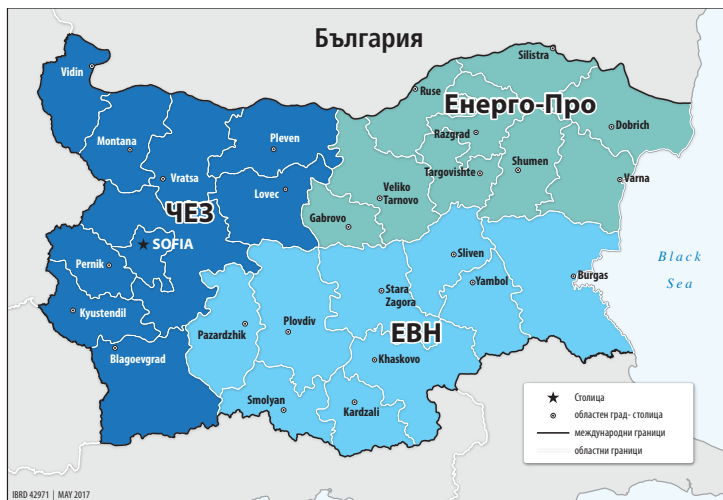 България
Silistra
Vidin
Ruse
Енерго-Про
Dobrich
Montana
Pleven
Razgrad
Vratsa
Targovishte
Shumen
Varna
Lovec
Veliko
Tarnovo
ЧЕЗ
Gabrovo
SOFIA
Sliven
Black
Sea
Pernik
Burgas
Yambol
Stara
Zagora
Kyustendil
Pazardzhik
Plovdiv
ЕВН
Blagoevgrad
Khaskovo
Smolyan
Kardzali
Столица
областен град- столица
международни граници
областни граници
IBRD 42971 | MAY 2017